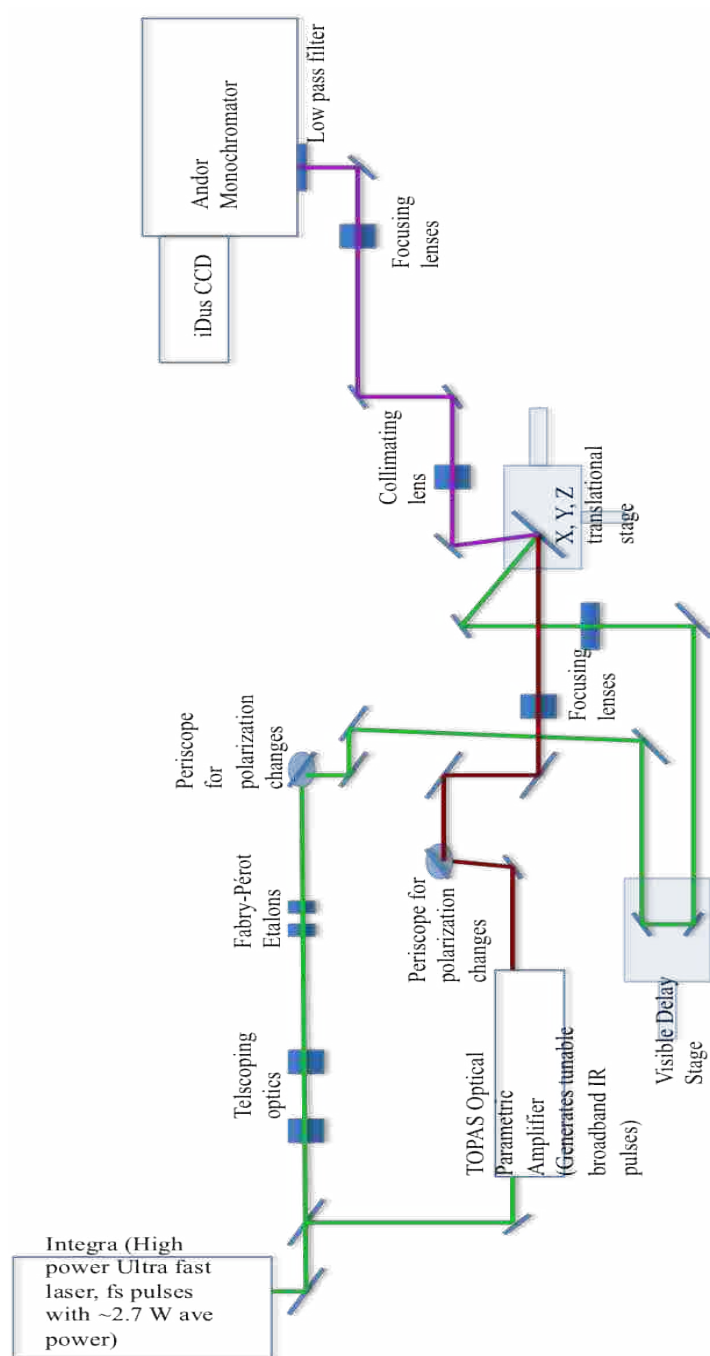 Low pass filter
Andor
Monochromator
iDus CCD
Focusing
lenses
Collimating
lens
X, Y, Z
translational
stage
Focusing
lenses
Periscope
for
polarization
changes
Fabry-Pérot
Etalons
Periscope for
polarization
changes
Telscoping
optics
TOPAS Optical
Parametric
Amplifier
(Generates tunable
broadband IR
pulses)
Visible Delay
Stage
Integra (High
power Ultra fast
laser, fs pulses
with ~2.7 W ave
power)